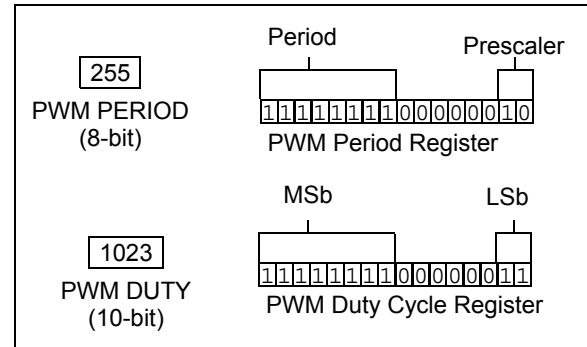 Period
Prescaler
255
PWM PERIOD
(8-bit)
1111111100000010
PWM Period Register
MSb
LSb
1023
PWM DUTY
(10-bit)
1111111100000011
PWM Duty Cycle Register